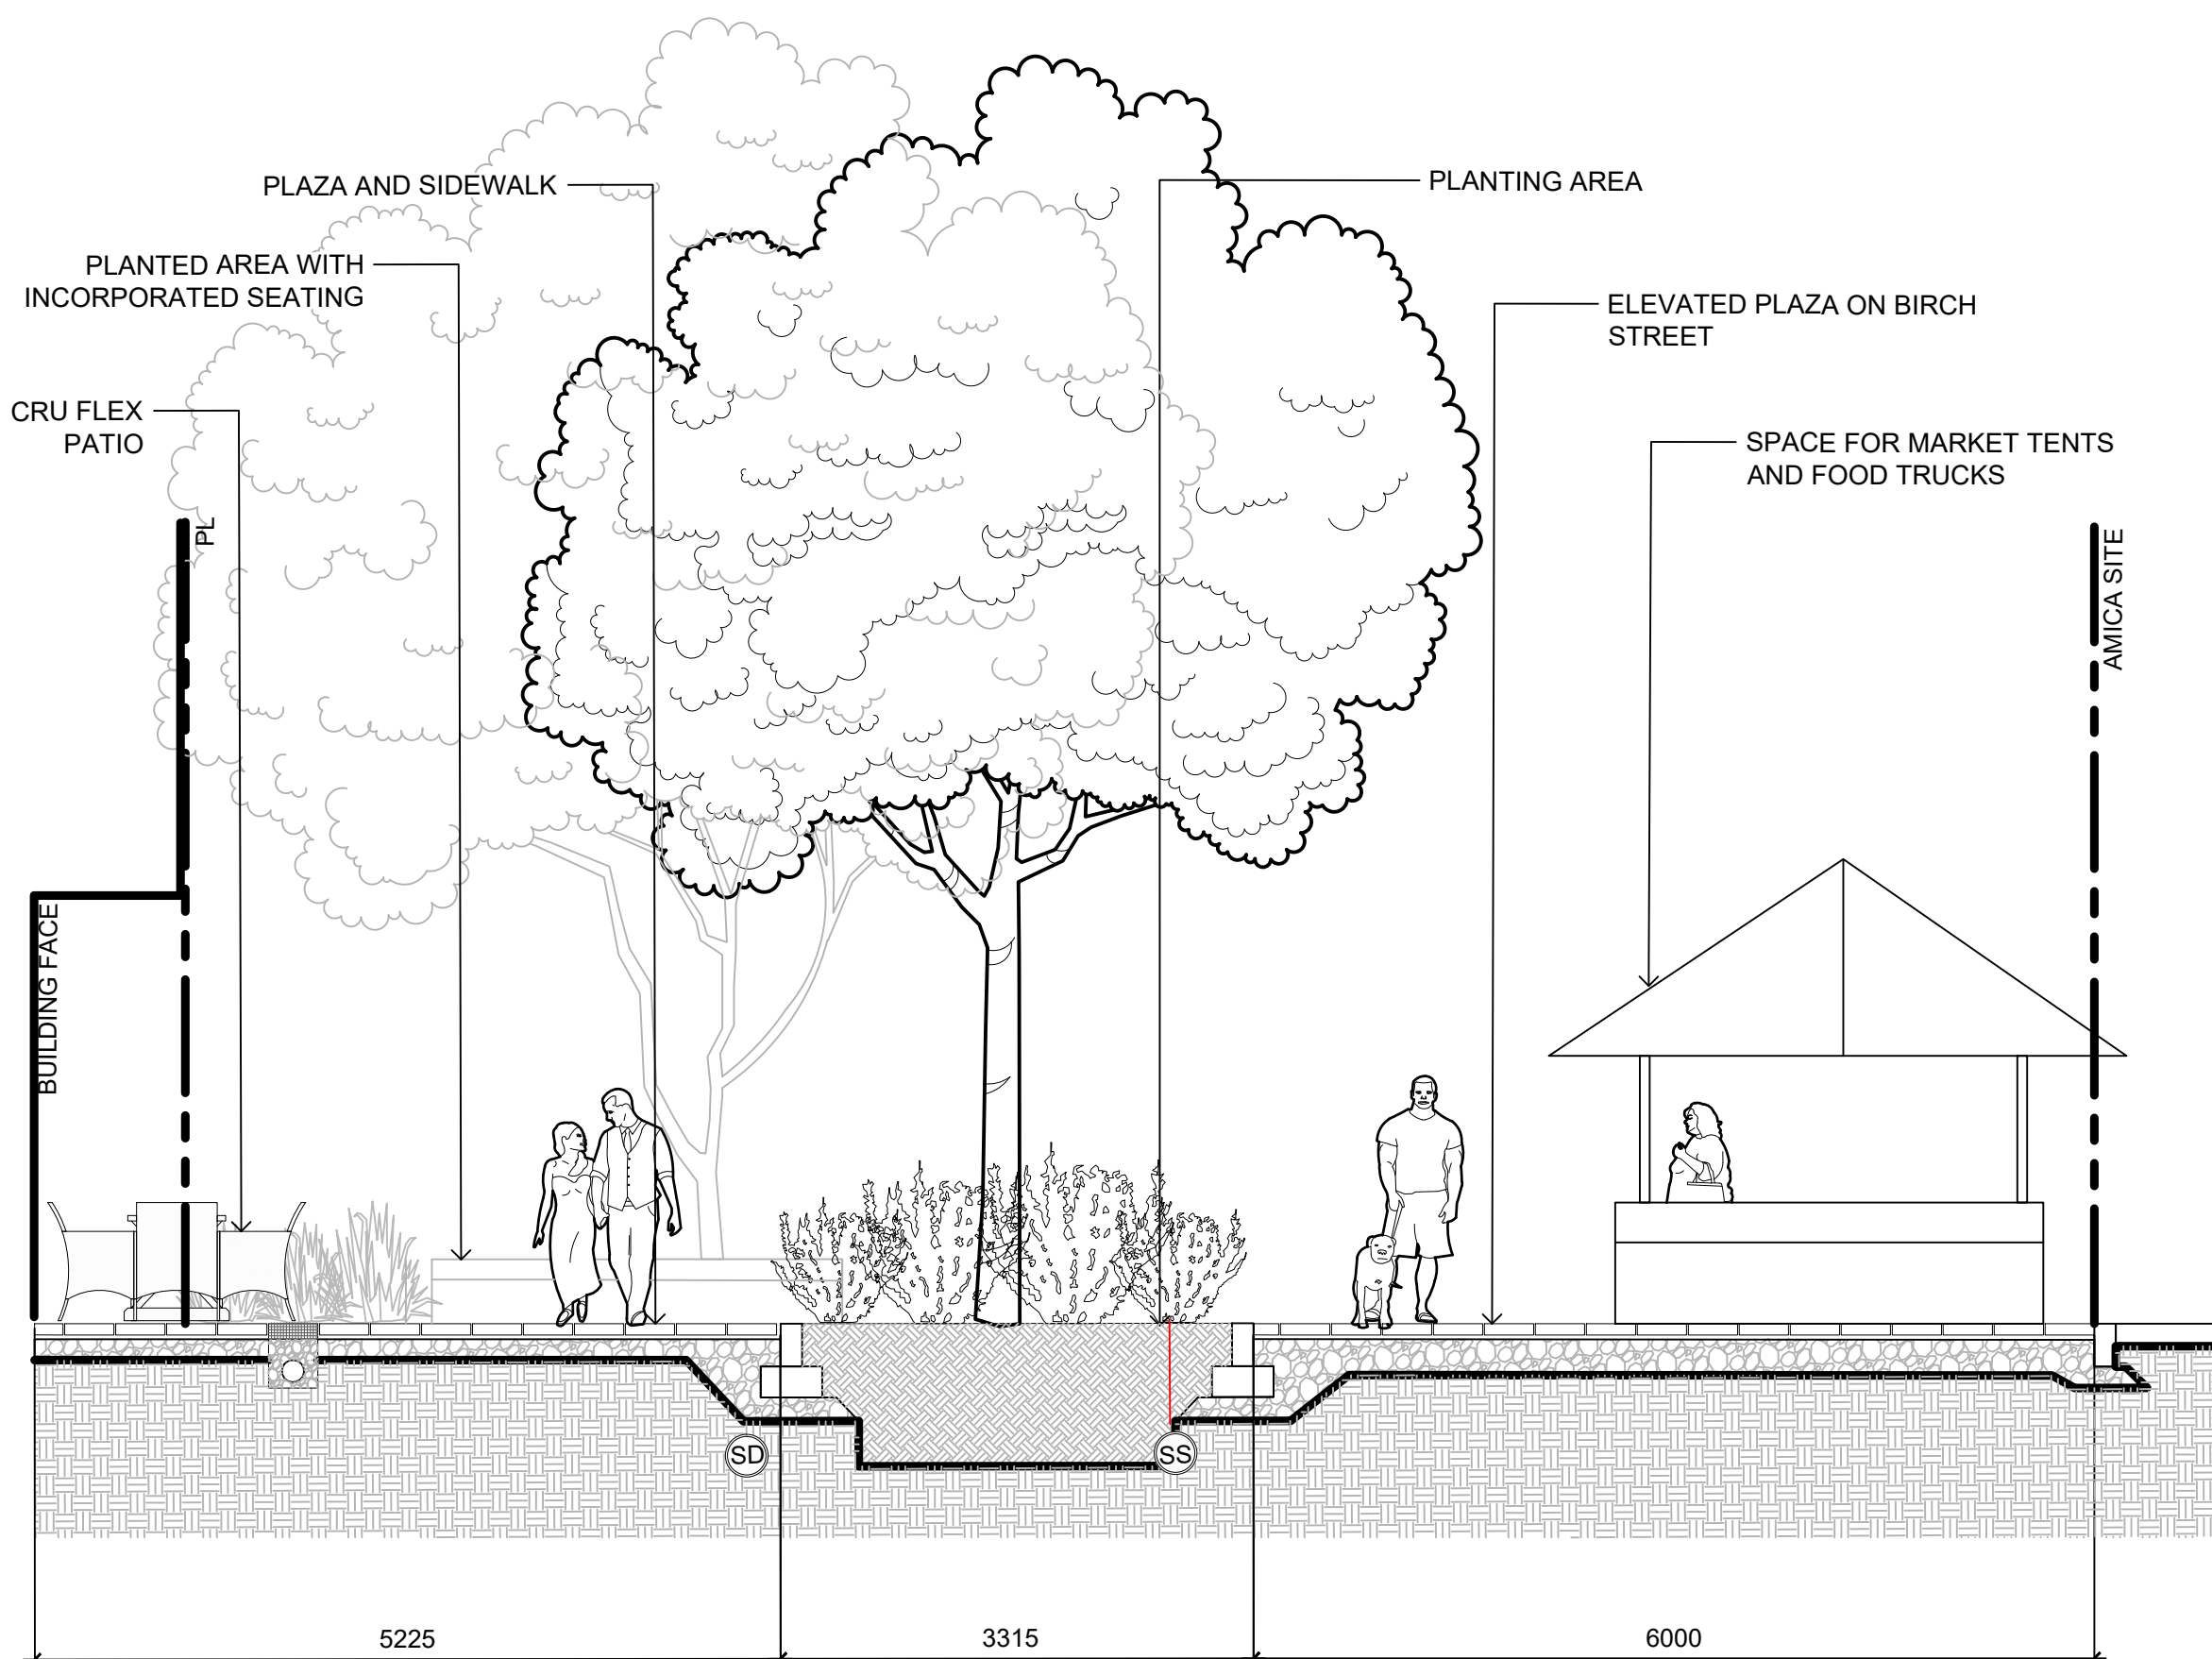 PLAZA AND SIDEWALK
PLANTING AREA
PLANTED AREA WITH
INCORPORATED SEATING
ELEVATED PLAZA ON BIRCH
STREET
CRU FLEX
PATIO
SPACE FOR MARKET TENTS
AND FOOD TRUCKS
PL
AMICA SITE
BUILDING FACE
SD
SS
5225
3315
6000